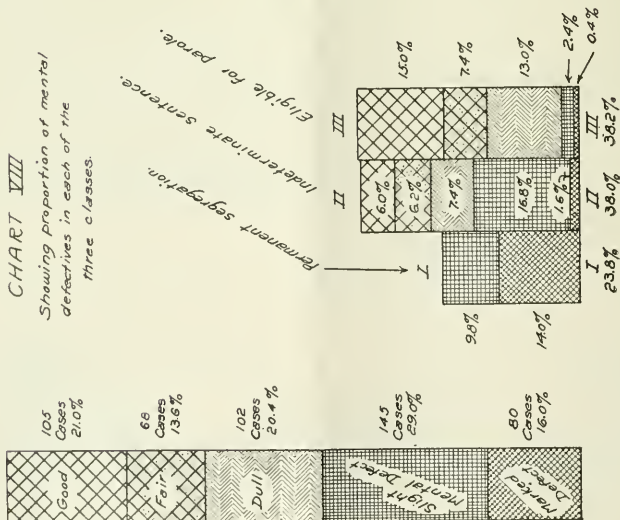 CHART VIII
Showing proportion of mental
defectives in each of the
three classes.
Good
Fair
Dull
Slight
Mental Defect
Marked
Defect
105
Cases
21.0%
68
Cases
13.6%
102
Cases
20.4%
145
Cases
29.0%
80
Cases
16.0%
Permanent segregation.
Indeterminate sentence.
Eligible for parole.
I
II
III
9.8%
14.0%
6.0%
6.2%
7.4%
16.8%
1.6%
15.0%
7.4%
13.0%
2.4%
0.4%
I
23.8%
II
38.0%
III
38.2%